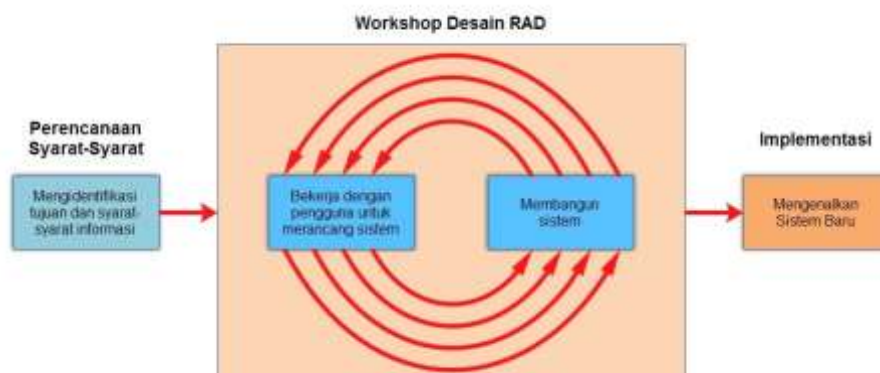 Workshop Desain RAD
Perencanaan
Syarat-Syarat
Mengidentifikasi
tujuan dan syarat-
syarat informasi
Bekerja dengan
pengguna untuk
merancang sistem
Membangun
sistem
Implementasi
Mengenalkan
Sistem Baru